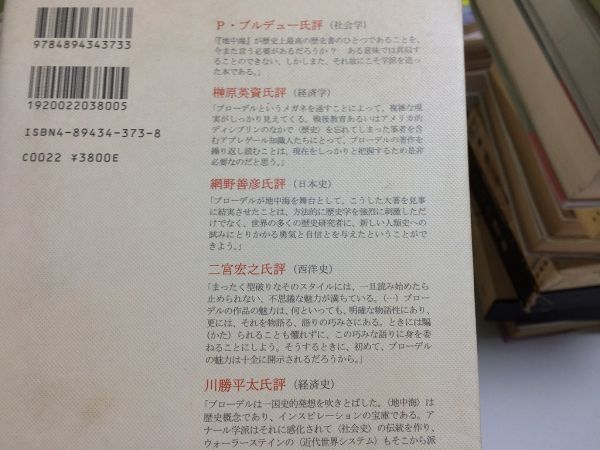 9784894343733
1920022038005
ISBN4-89434-373-8
C0022 ¥3800E
P・ブルデュー氏評（社会学）
「『地中海』が歴史上最高の歴史書のひとつであることを、
今また言う必要があるだろうか？　ある意味では真似す
ることのできない、しかしまた、それ故にこそ学派を造っ
た本である。」
榊原英資氏評（経済学）
「ブローデルというメガネを通すことによって、複雑な現
実がしっかり見えてくる。戦後教育あるいはアメリカ的
ディシプリンのなかで〈歴史〉を忘れてしまった筆者を含
むアプレゲール知識人たちにとって、ブローデルの著作を
繰り返し読むことは、現在をしっかりと把握するため是非
必要なのだと思う。」
網野善彦氏評（日本史）
「ブローデルが地中海を舞台として、こうした大著を見事
に結実させたことは、方法的に歴史学を強烈に刺激しただ
けでなく、世界の多くの歴史研究者に、新しい人類史への
試みにとりかかる勇気と自信とを与えたということがで
きよう。」
二宮宏之氏評（西洋史）
「まったく型破りなそのスタイルには、一旦読み始めたら
止められない、不思議な魅力が満ちている。（…）ブロー
デルの作品の魅力は、何といっても、明確な物語性にあり、
更には、それを物語る、語りの巧みさにある。ときには騙
（かた）られることも懼れずに、この巧みな語りに身を委
ねることにしよう。そうするときに、初めて、ブローデル
の魅力は十全に開示されるだろうから。」
川勝平太氏評（経済史）
「ブローデルは一国史的発想を吹きとばした。〈地中海〉は
歴史概念であり、インスピレーションの宝庫である。ア
ナール学派はそれに感化されて〈社会史〉の伝統を作り、
ウォーラーステインの〈近代世界システム〉もそこから派